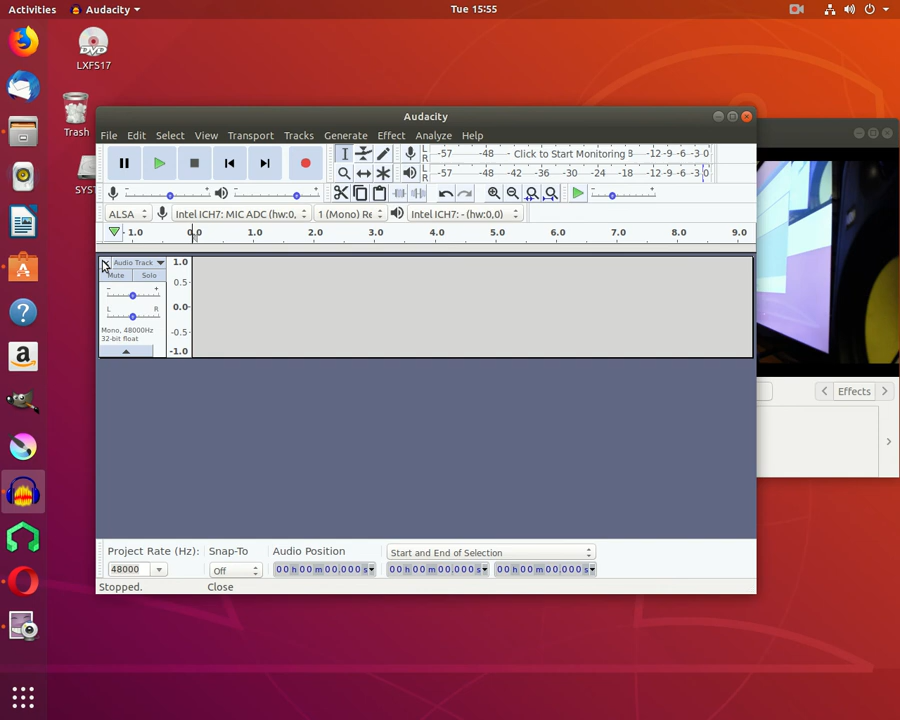 Activities Audacity Tue 15:55
LXFS17
Trash
SYS
Audacity
File Edit Select View Transport Tracks Generate Effect Analyze Help
L R -57 -48 Click to Start Monitoring 8 -12 -9 -6 -3 0
L R -57 -48 -42 -36 -30 -24 -18 -12 -9 -6 -3 0
ALSA Intel ICH7: MIC ADC (hw:0, 1 (Mono) Re Intel ICH7: - (hw:0,0)
1.0 0.0 1.0 2.0 3.0 4.0 5.0 6.0 7.0 8.0 9.0
Audio Track 1.0
Mute Solo
0.5
- +
L R 0.0
Mono, 48000Hz
32-bit float
-0.5
-1.0
Effects
Project Rate (Hz): Snap-To Audio Position Start and End of Selection
48000 Off 00 h 00 m 00,000 s 00 h 00 m 00,000 s 00 h 00 m 00,000 s
Stopped. Close